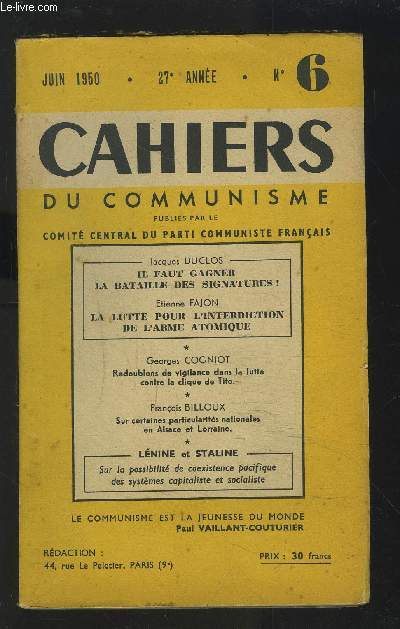 © Le-livre.com
JUIN 1950 • 27e ANNÉE • N° 6
CAHIERS
DU COMMUNISME
PUBLIÉS PAR LE
COMITÉ CENTRAL DU PARTI COMMUNISTE FRANÇAIS
Jacques DUCLOS
IL FAUT GAGNER
LA BATAILLE DES SIGNATURES !
Etienne FAJON
LA LUTTE POUR L'INTERDICTION
DE L'ARME ATOMIQUE
★
Georges COGNIOT
Redoublons de vigilance dans la lutte
contre la clique de Tito.
★
François BILLOUX
Sur certaines particularités nationales
en Alsace et Lorraine.
★
LÉNINE et STALINE
Sur la possibilité de coexistence pacifique
des systèmes capitaliste et socialiste
LE COMMUNISME EST LA JEUNESSE DU MONDE
Paul VAILLANT-COUTURIER
RÉDACTION :
44, rue Le Peletier, PARIS (9e)
PRIX : 30 francs